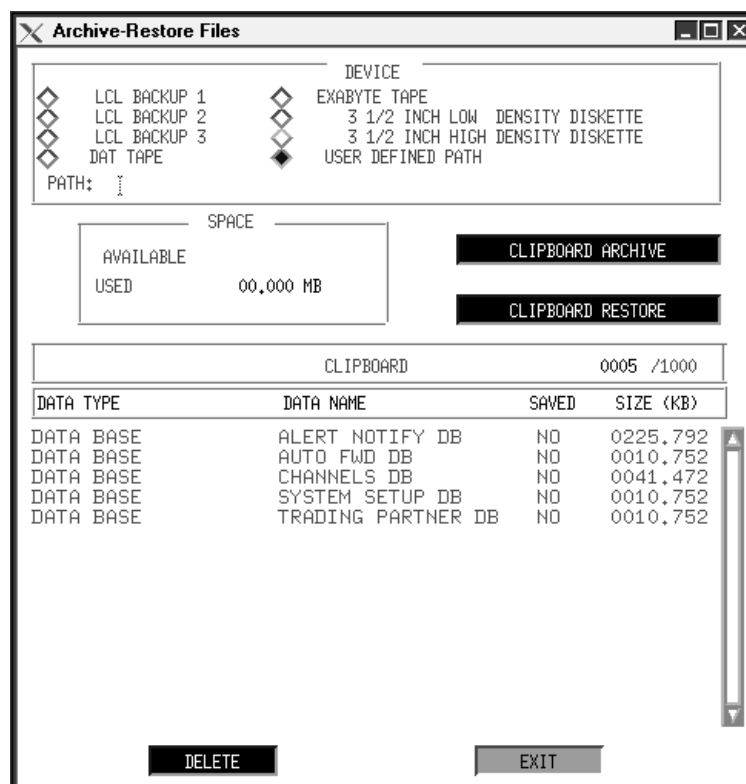 Archive-Restore Files
DEVICE
LCL BACKUP 1 EXABYTE TAPE
LCL BACKUP 2 3 1/2 INCH LOW DENSITY DISKETTE
LCL BACKUP 3 3 1/2 INCH HIGH DENSITY DISKETTE
DAT TAPE USER DEFINED PATH
PATH:
SPACE
AVAILABLE
USED 00.000 MB
CLIPBOARD ARCHIVE
CLIPBOARD RESTORE
CLIPBOARD 0005 /1000
DATA TYPE DATA NAME SAVED SIZE (KB)
DATA BASE ALERT NOTIFY DB NO 0225.792
DATA BASE AUTO FWD DB NO 0010.752
DATA BASE CHANNELS DB NO 0041.472
DATA BASE SYSTEM SETUP DB NO 0010.752
DATA BASE TRADING PARTNER DB NO 0010.752
DELETE EXIT